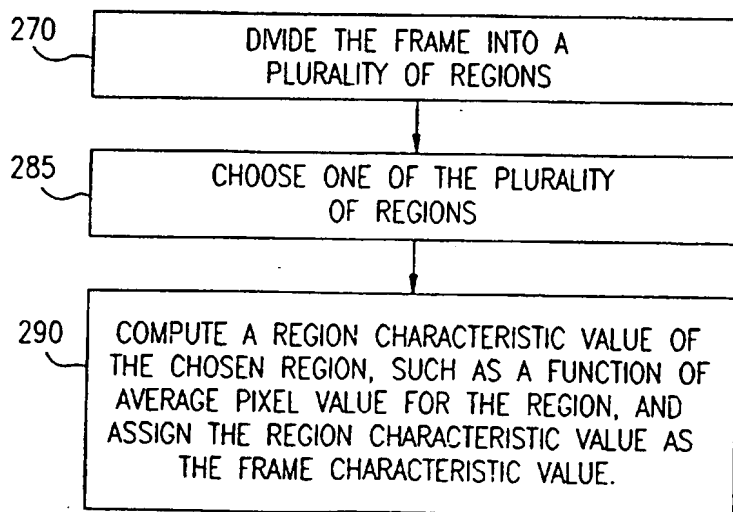 270
DIVIDE THE FRAME INTO A
PLURALITY OF REGIONS
285
CHOOSE ONE OF THE PLURALITY
OF REGIONS
290
COMPUTE A REGION CHARACTERISTIC VALUE OF
THE CHOSEN REGION, SUCH AS A FUNCTION OF
AVERAGE PIXEL VALUE FOR THE REGION, AND
ASSIGN THE REGION CHARACTERISTIC VALUE AS
THE FRAME CHARACTERISTIC VALUE.